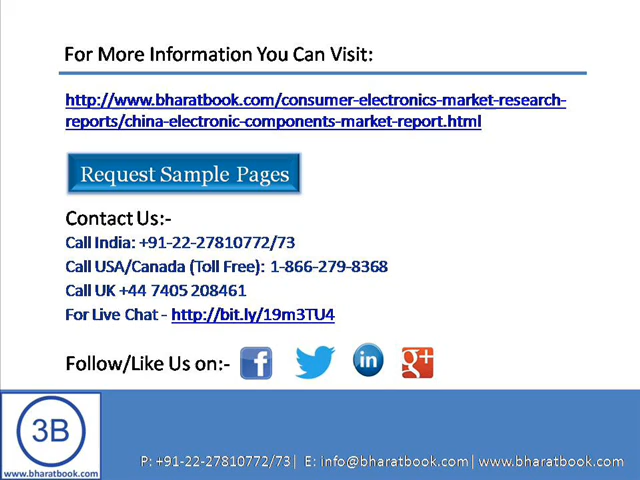 For More Information You Can Visit:
http://www.bharatbook.com/consumer-electronics-market-research-
reports/china-electronic-components-market-report.html
Request Sample Pages
Contact Us:-
Call India: +91-22-27810772/73
Call USA/Canada (Toll Free): 1-866-279-8368
Call UK +44 7405 208461
For Live Chat - http://bit.ly/19m3TU4
Follow/Like Us on:- f in g+
3B
www.bharatbook.com
P: +91-22-27810772/73| E: info@bharatbook.com| www.bharatbook.com